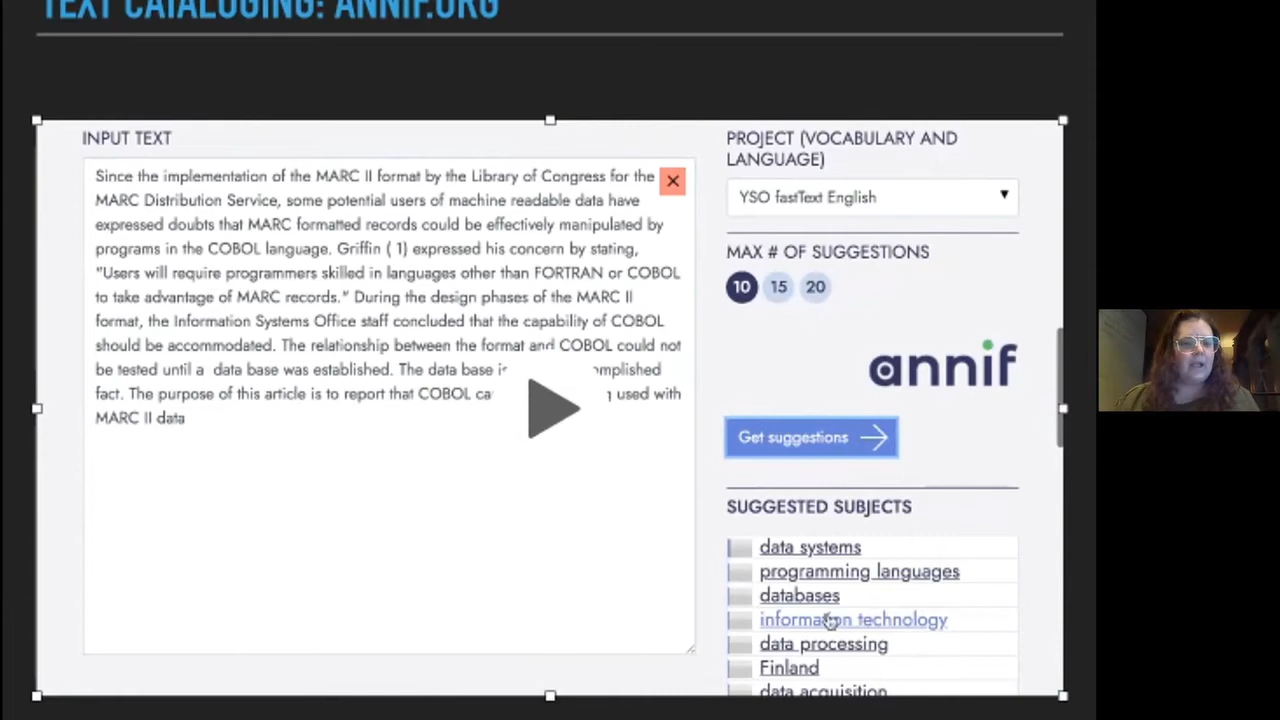 TEXT CATALOGING: ANNIF.ORG
INPUT TEXT
Since the implementation of the MARC II format by the Library of Congress for the
MARC Distribution Service, some potential users of machine readable data have
expressed doubts that MARC formatted records could be effectively manipulated by
programs in the COBOL language. Griffin ( 1) expressed his concern by stating,
"Users will require programmers skilled in languages other than FORTRAN or COBOL
to take advantage of MARC records." During the design phases of the MARC II
format, the Information Systems Office staff concluded that the capability of COBOL
should be accommodated. The relationship between the format and COBOL could not
be tested until a data base was established. The data base
fact. The purpose of this article is to report that COBOL used with
MARC II data
PROJECT (VOCABULARY AND
LANGUAGE)
YSO fastText English
MAX # OF SUGGESTIONS
10 15 20
annif
Get suggestions
SUGGESTED SUBJECTS
data systems
programming languages
databases
information technology
data processing
Finland
data acquisition